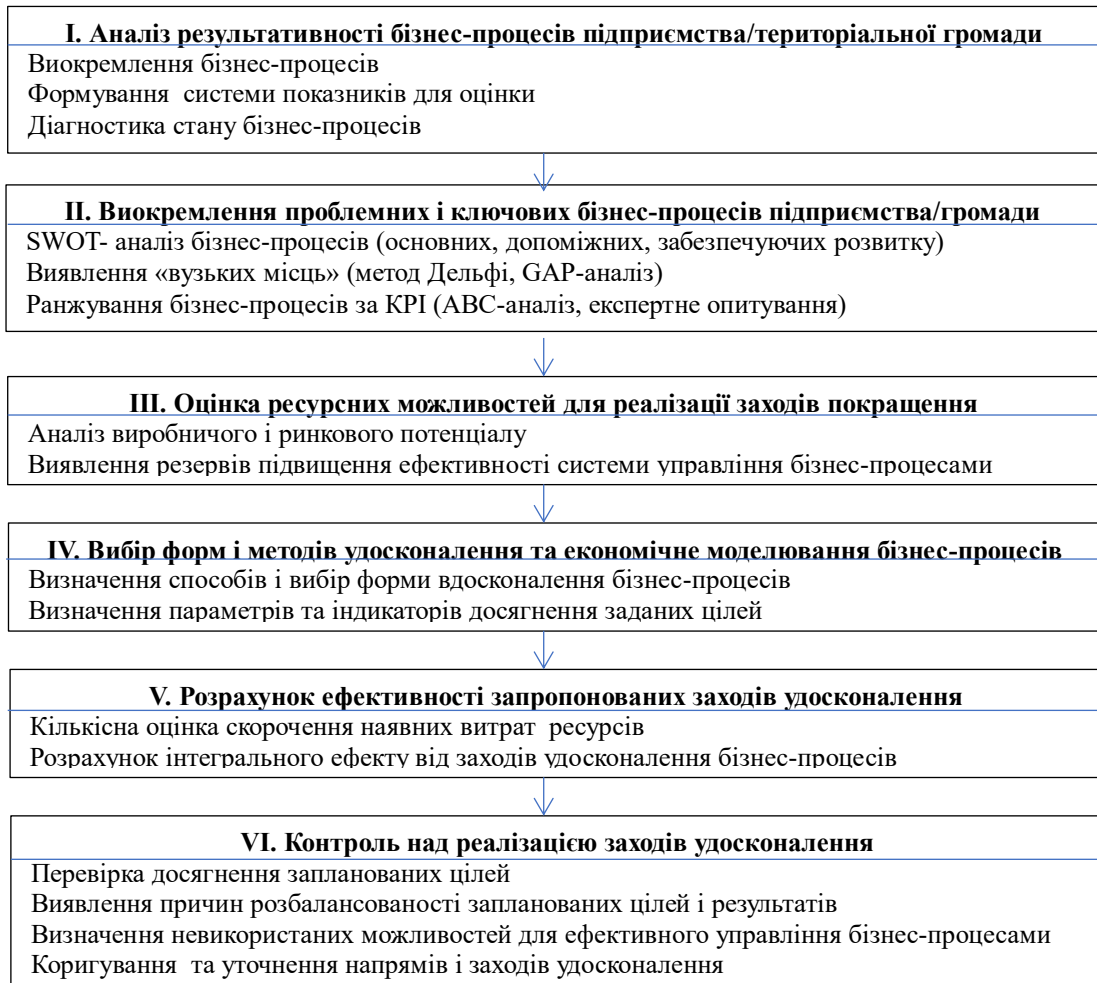 І. Аналіз результативності бізнес-процесів підприємства/територіальної громади
Виокремлення бізнес-процесів
Формування системи показників для оцінки
Діагностика стану бізнес-процесів
ІІ. Виокремлення проблемних і ключових бізнес-процесів підприємства/громади
SWOT- аналіз бізнес-процесів (основних, допоміжних, забезпечуючих розвитку)
Виявлення «вузьких місць» (метод Дельфі, GAP-аналіз)
Ранжування бізнес-процесів за КРІ (АВС-аналіз, експертне опитування)
ІІІ. Оцінка ресурсних можливостей для реалізації заходів покращення
Аналіз виробничого і ринкового потенціалу
Виявлення резервів підвищення ефективності системи управління бізнес-процесами
IV. Вибір форм і методів удосконалення та економічне моделювання бізнес-процесів
Визначення способів і вибір форми вдосконалення бізнес-процесів
Визначення параметрів та індикаторів досягнення заданих цілей
V. Розрахунок ефективності запропонованих заходів удосконалення
Кількісна оцінка скорочення наявних витрат ресурсів
Розрахунок інтегрального ефекту від заходів удосконалення бізнес-процесів
VI. Контроль над реалізацією заходів удосконалення
Перевірка досягнення запланованих цілей
Виявлення причин розбалансованості запланованих цілей і результатів
Визначення невикористаних можливостей для ефективного управління бізнес-процесами
Коригування та уточнення напрямів і заходів удосконалення